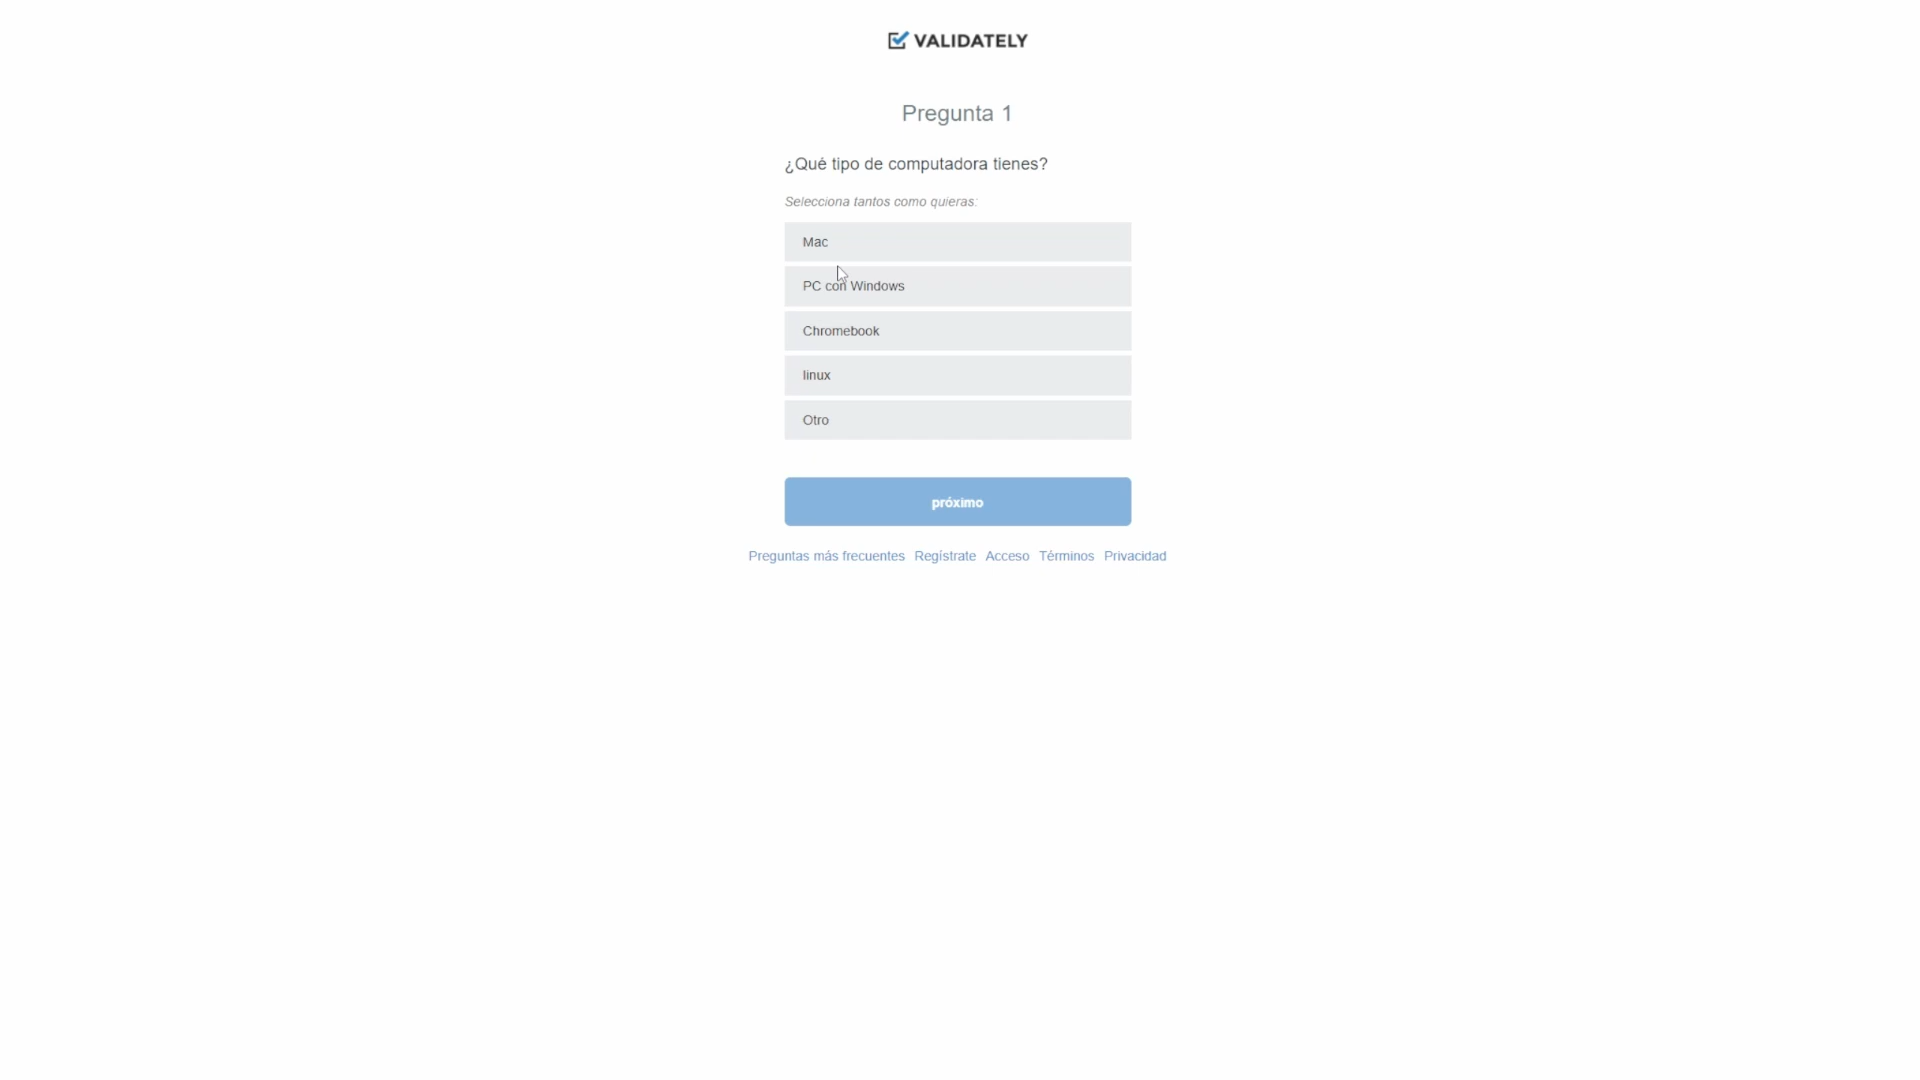 VALIDATELY
Pregunta 1
¿Qué tipo de computadora tienes?
Selecciona tantos como quieras:
Mac
PC con Windows
Chromebook
linux
Otro
próximo
Preguntas más frecuentes Regístrate Acceso Términos Privacidad